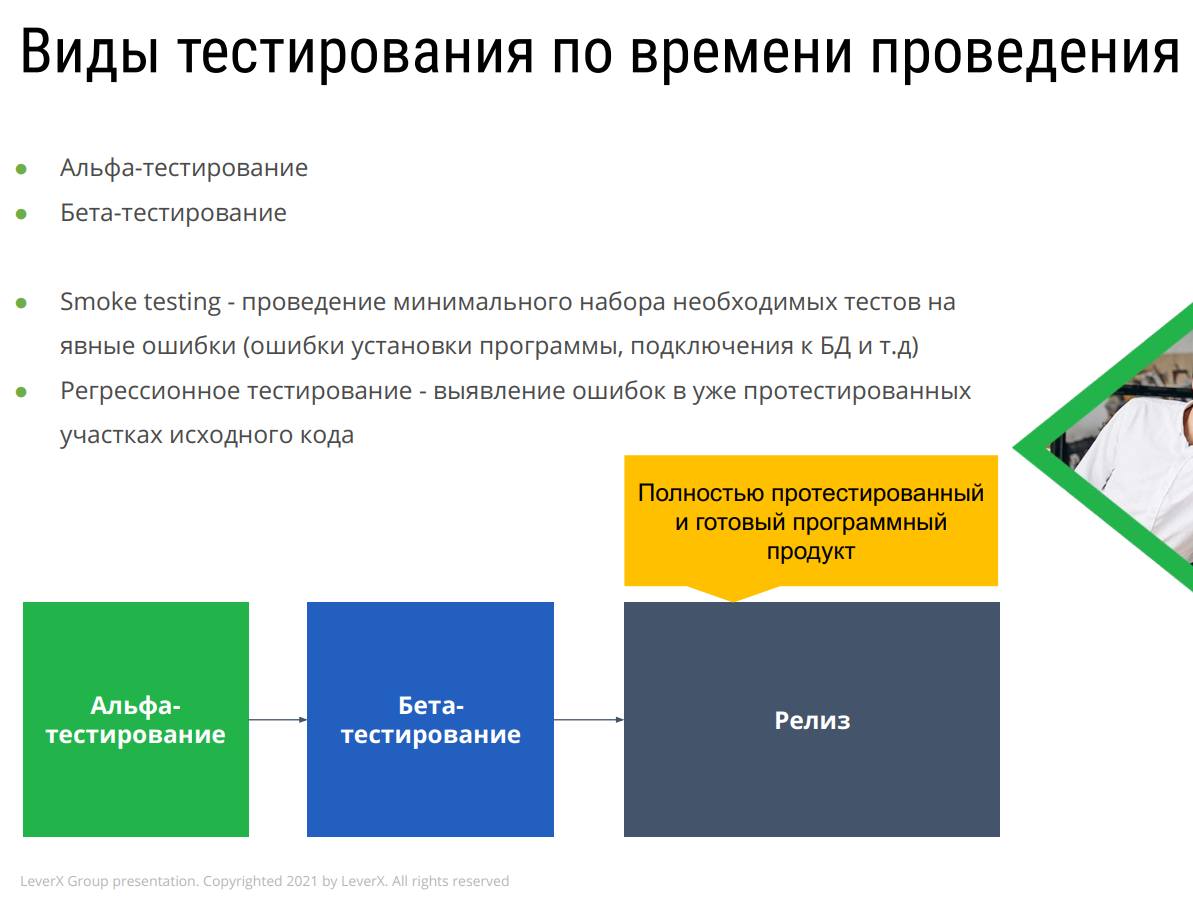 Виды тестирования по времени проведения
● Альфа-тестирование
● Бета-тестирование
● Smoke testing - проведение минимального набора необходимых тестов на
явные ошибки (ошибки установки программы, подключения к БД и т.д)
● Регрессионное тестирование - выявление ошибок в уже протестированных
участках исходного кода
Полностью протестированный
и готовый программный
продукт
Альфа-
тестирование
Бета-
тестирование
Релиз
LeverX Group presentation. Copyrighted 2021 by LeverX. All rights reserved